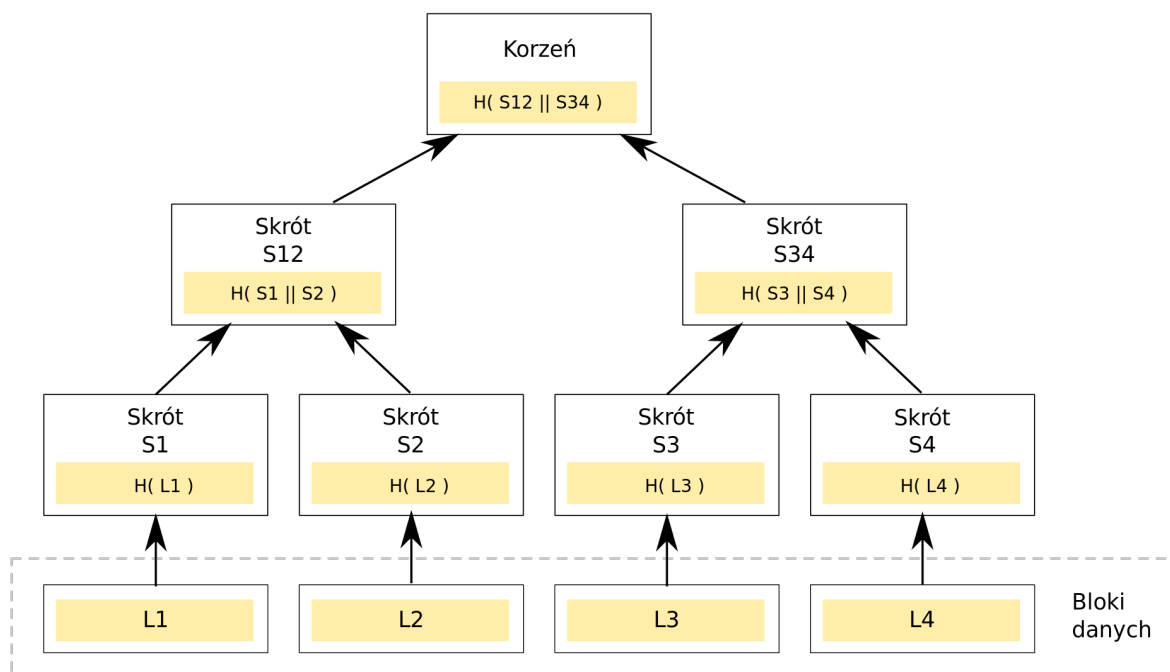 Korzeń
H( S12 || S34 )
Skrót
S12
H( S1 || S2 )
Skrót
S34
H( S3 || S4 )
Skrót
S1
H( L1 )
Skrót
S2
H( L2 )
Skrót
S3
H( L3 )
Skrót
S4
H( L4 )
L1
L2
L3
L4
Bloki
danych